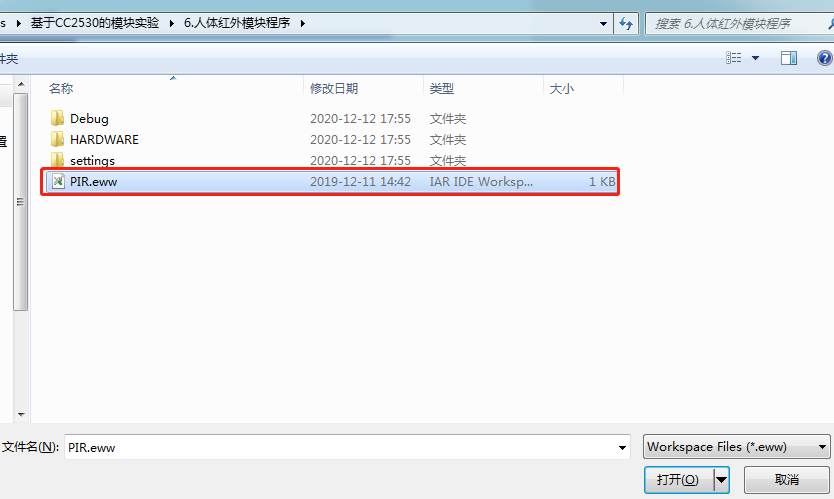 s ▸ 基于CC2530的模块实验 ▸ 6.人体红外模块程序 ▸ 搜索 6.人体红外模块程序
件夹
名称 修改日期 类型 大小
Debug 2020-12-12 17:55 文件夹
HARDWARE 2020-12-12 17:55 文件夹
置
settings 2020-12-12 17:55 文件夹
PIR.eww 2019-12-11 14:42 IAR IDE Worksp... 1 KB
文件名(N): PIR.eww Workspace Files (*.eww)
打开(O) 取消